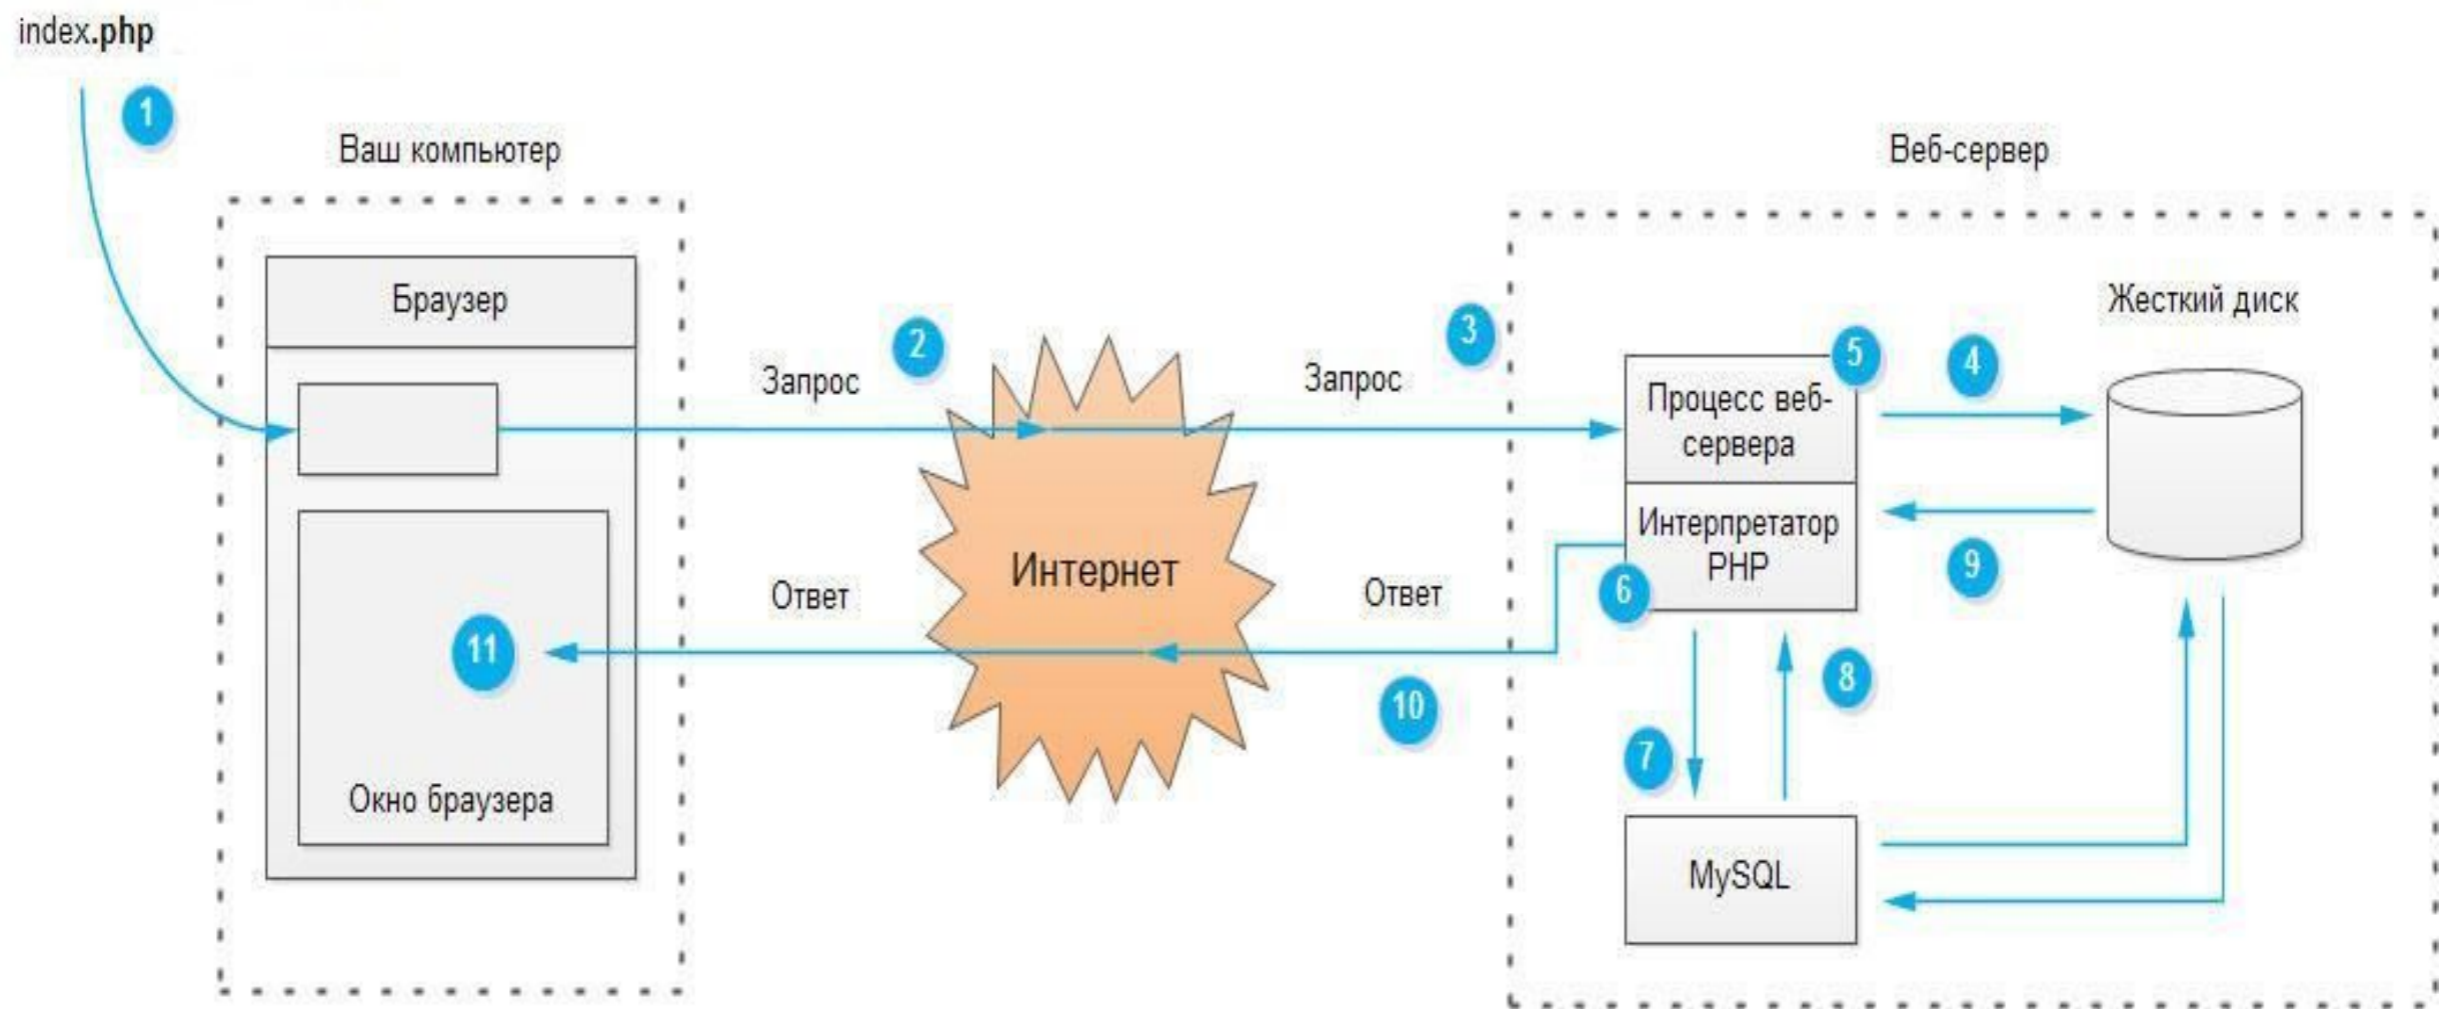 index.php
1
Ваш компьютер
Веб-сервер
Браузер
Жесткий диск
2
3
5
4
Запрос
Запрос
Процесс веб-
сервера
Интерпретатор
PHP
Интернет
Ответ
Ответ
6
9
11
10
8
7
Окно браузера
MySQL